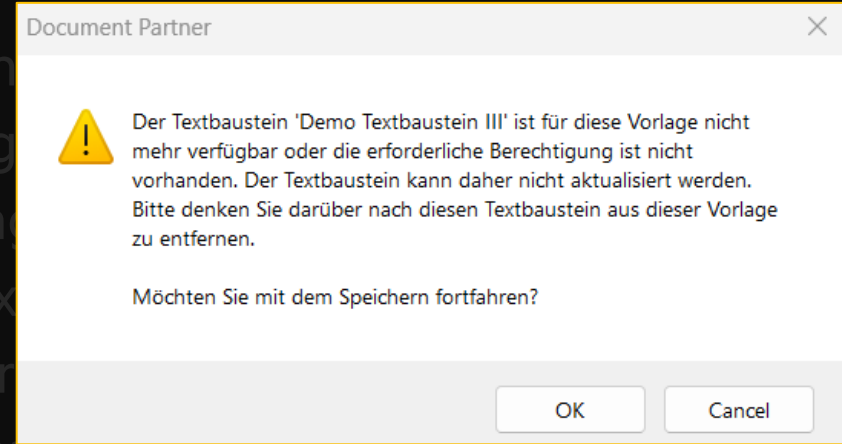 Document Partner
Der Textbaustein 'Demo Textbaustein III' ist für diese Vorlage nicht
mehr verfügbar oder die erforderliche Berechtigung ist nicht
vorhanden. Der Textbaustein kann daher nicht aktualisiert werden.
Bitte denken Sie darüber nach diesen Textbaustein aus dieser Vorlage
zu entfernen.
Möchten Sie mit dem Speichern fortfahren?
OK
Cancel